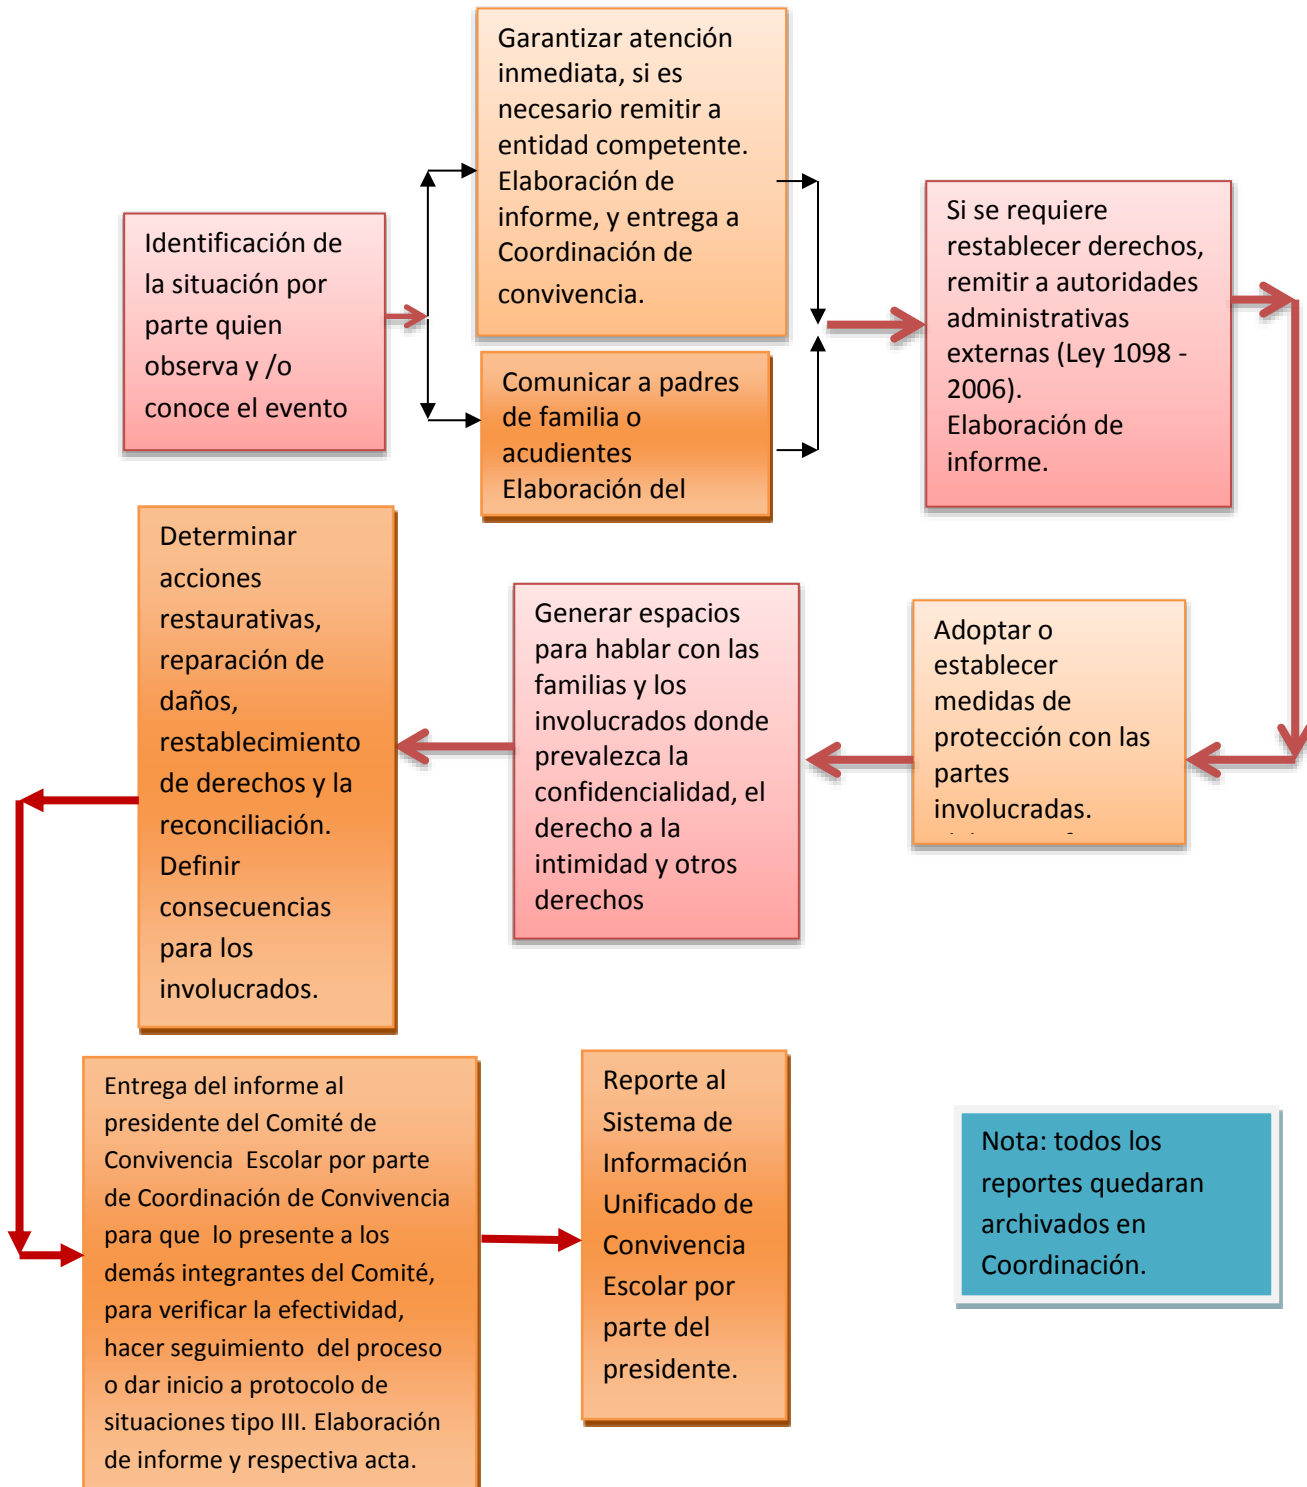 Garantizar atención
inmediata, si es
necesario remitir a
entidad competente.
Elaboración de
informe, y entrega a
Coordinación de
convivencia.
Identificación de
la situación por
parte quien
observa y /o
conoce el evento
Comunicar a padres
de familia o
acudientes
Elaboración del
Si se requiere
restablecer derechos,
remitir a autoridades
administrativas
externas (Ley 1098 -
2006).
Elaboración de
informe.
Adoptar o
establecer
medidas de
protección con las
partes
involucradas.
Generar espacios
para hablar con las
familias y los
involucrados donde
prevalezca la
confidencialidad, el
derecho a la
intimidad y otros
derechos
Determinar
acciones
restaurativas,
reparación de
daños,
restablecimiento
de derechos y la
reconciliación.
Definir
consecuencias
para los
involucrados.
Entrega del informe al
presidente del Comité de
Convivencia  Escolar por parte
de Coordinación de Convivencia
para que  lo presente a los
demás integrantes del Comité,
para verificar la efectividad,
hacer seguimiento  del proceso
o dar inicio a protocolo de
situaciones tipo III. Elaboración
de informe y respectiva acta.
Reporte al
Sistema de
Información
Unificado de
Convivencia
Escolar por
parte del
presidente.
Nota: todos los
reportes quedaran
archivados en
Coordinación.